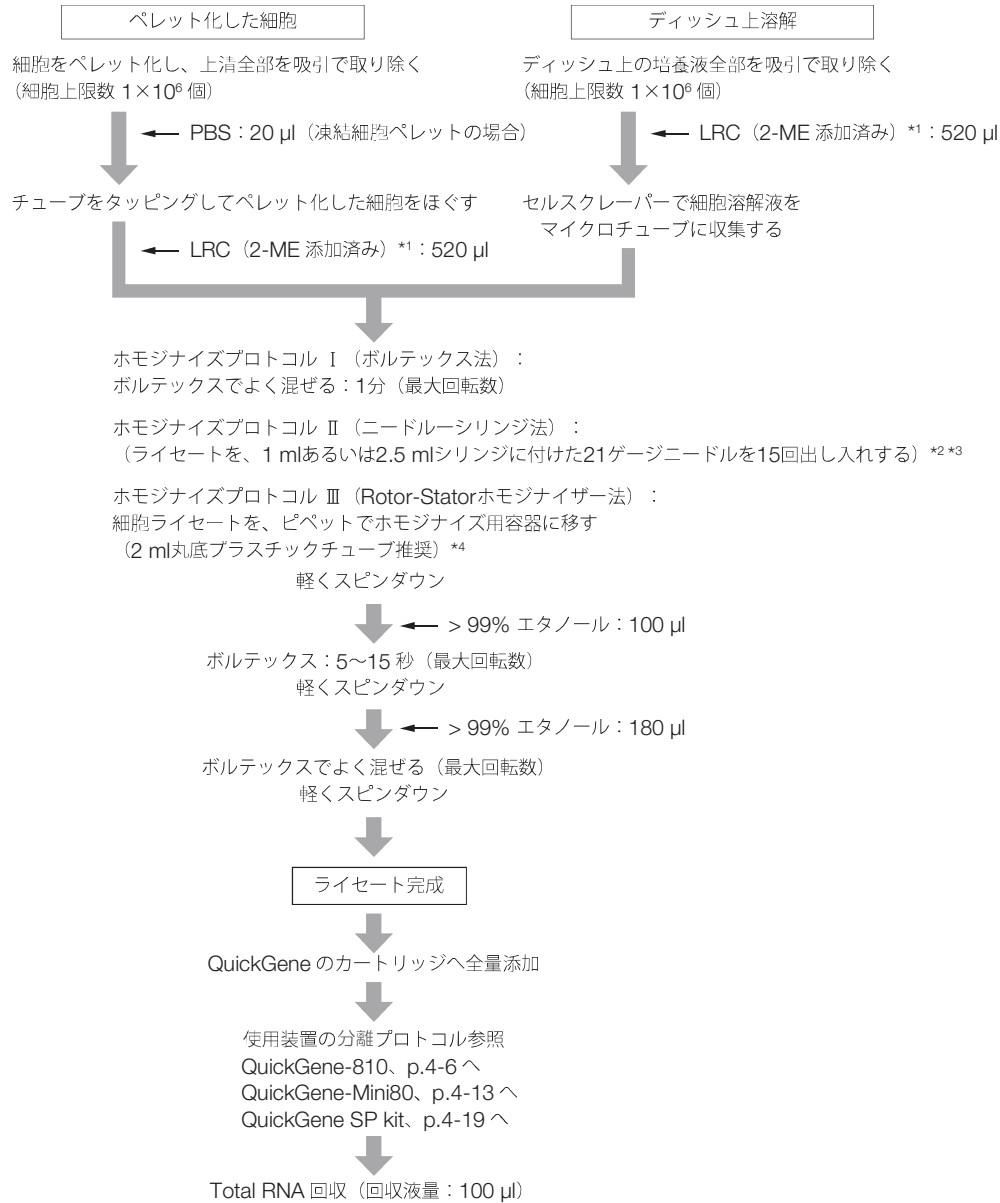 ペレット化した細胞
細胞をペレット化し、上清全部を吸引で取り除く
（細胞上限数 1×10⁶ 個）
PBS：20 µl（凍結細胞ペレットの場合）
チューブをタッピングしてペレット化した細胞をほぐす
LRC（2-ME 添加済み）*1：520 µl
ディッシュ上溶解
ディッシュ上の培養液全部を吸引で取り除く
（細胞上限数 1×10⁶ 個）
LRC（2-ME 添加済み）*1：520 µl
セルスクレーパーで細胞溶解液を
マイクロチューブに収集する
ホモジナイズプロトコル Ⅰ（ボルテックス法）：
ボルテックスでよく混ぜる：1分（最大回転数）
ホモジナイズプロトコル Ⅱ（ニードルーシリンジ法）：
（ライセートを、1 mlあるいは2.5 mlシリンジに付けた21ゲージニードルを15回出し入れする）*2 *3
ホモジナイズプロトコル Ⅲ（Rotor-Statorホモジナイザー法）：
細胞ライセートを、ピペットでホモジナイズ用容器に移す
（2 ml丸底プラスチックチューブ推奨）*4
軽くスピンダウン
> 99% エタノール：100 µl
ボルテックス：5〜15 秒（最大回転数）
軽くスピンダウン
> 99% エタノール：180 µl
ボルテックスでよく混ぜる（最大回転数）
軽くスピンダウン
ライセート完成
QuickGene のカートリッジへ全量添加
使用装置の分離プロトコル参照
QuickGene-810、p.4-6 へ
QuickGene-Mini80、p.4-13 へ
QuickGene SP kit、p.4-19 へ
Total RNA 回収（回収液量：100 µl）